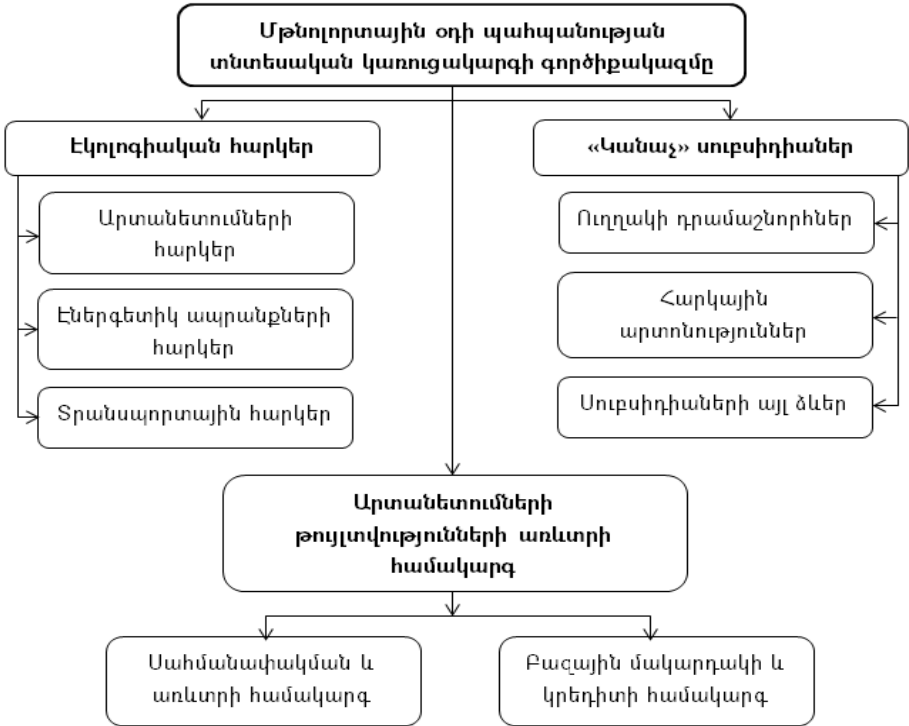 Մթնոլորտային օդի պահպանության
տնտեսական կառուցակարգի գործիքակազմը
Էկոլոգիական հարկեր
Արտանետումների
հարկեր
Էներգետիկ ապրանքների
հարկեր
Տրանսպորտային հարկեր
«Կանաչ» սուբսիդիաներ
Ուղղակի դրամաշնորհներ
Հարկային
արտոնություններ
Սուբսիդիաների այլ ձևեր
Արտանետումների
թույլտվությունների առևտրի
համակարգ
Սահմանափակման և
առևտրի համակարգ
Բազային մակարդակի և
կրեդիտի համակարգ